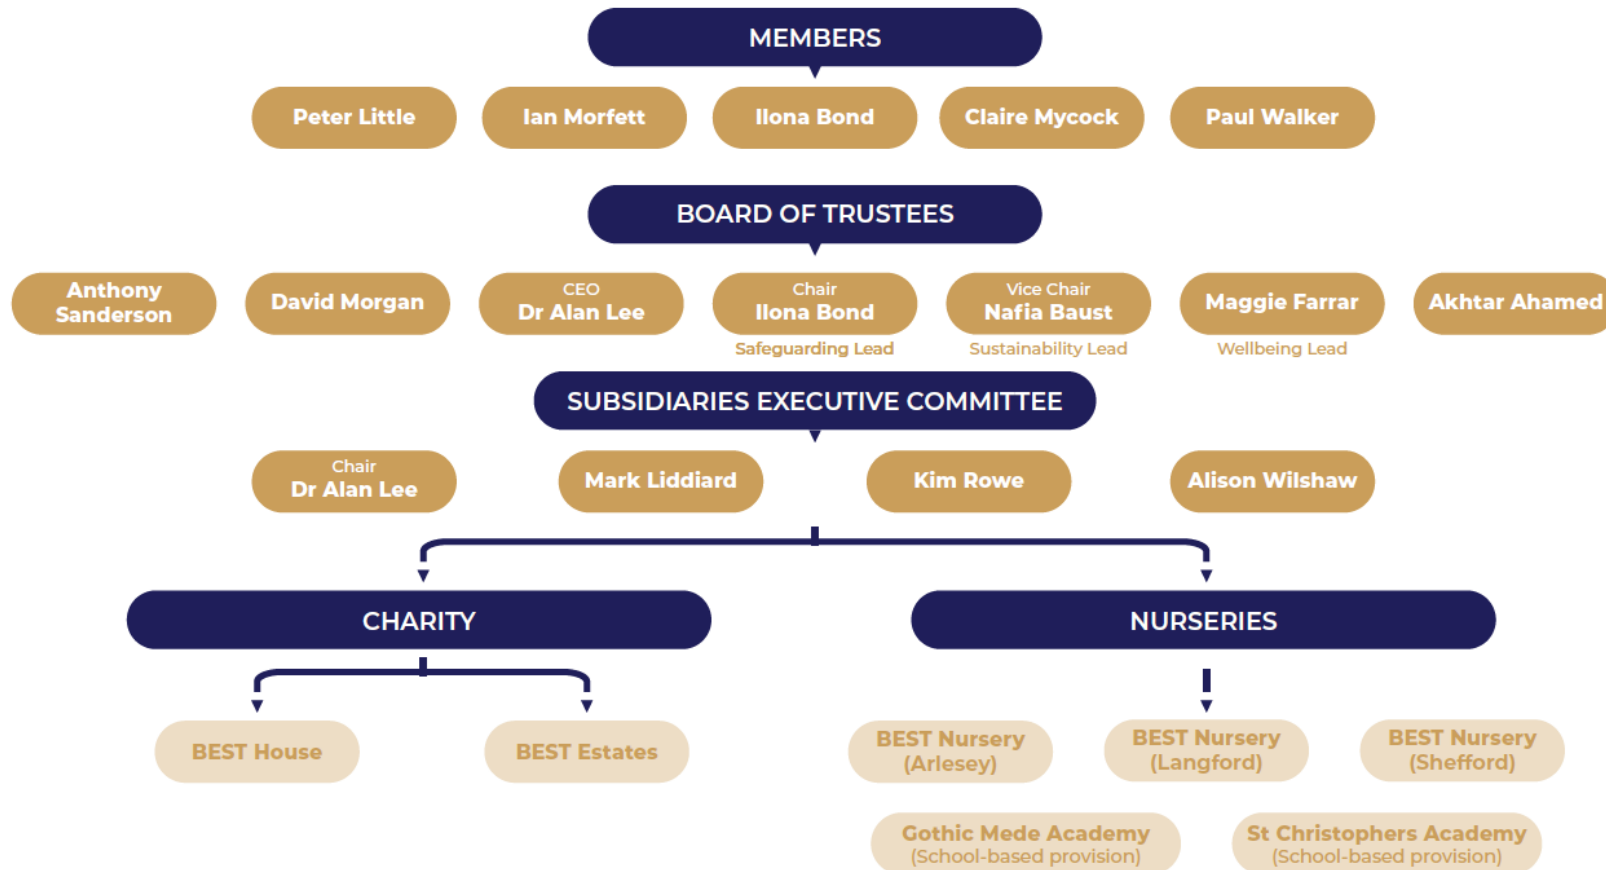 MEMBERS
Peter Little
Ian Morfett
Ilona Bond
Claire Mycock
Paul Walker
BOARD OF TRUSTEES
Anthony
Sanderson
David Morgan
CEO
Dr Alan Lee
Chair
Ilona Bond
Safeguarding Lead
Vice Chair
Nafia Baust
Sustainability Lead
Maggie Farrar
Wellbeing Lead
Akhtar Ahamed
SUBSIDIARIES EXECUTIVE COMMITTEE
Chair
Dr Alan Lee
Mark Liddiard
Kim Rowe
Alison Wilshaw
CHARITY
BEST House
BEST Estates
NURSERIES
BEST Nursery
(Arlesey)
BEST Nursery
(Langford)
BEST Nursery
(Shefford)
Gothic Mede Academy
(School-based provision)
St Christophers Academy
(School-based provision)